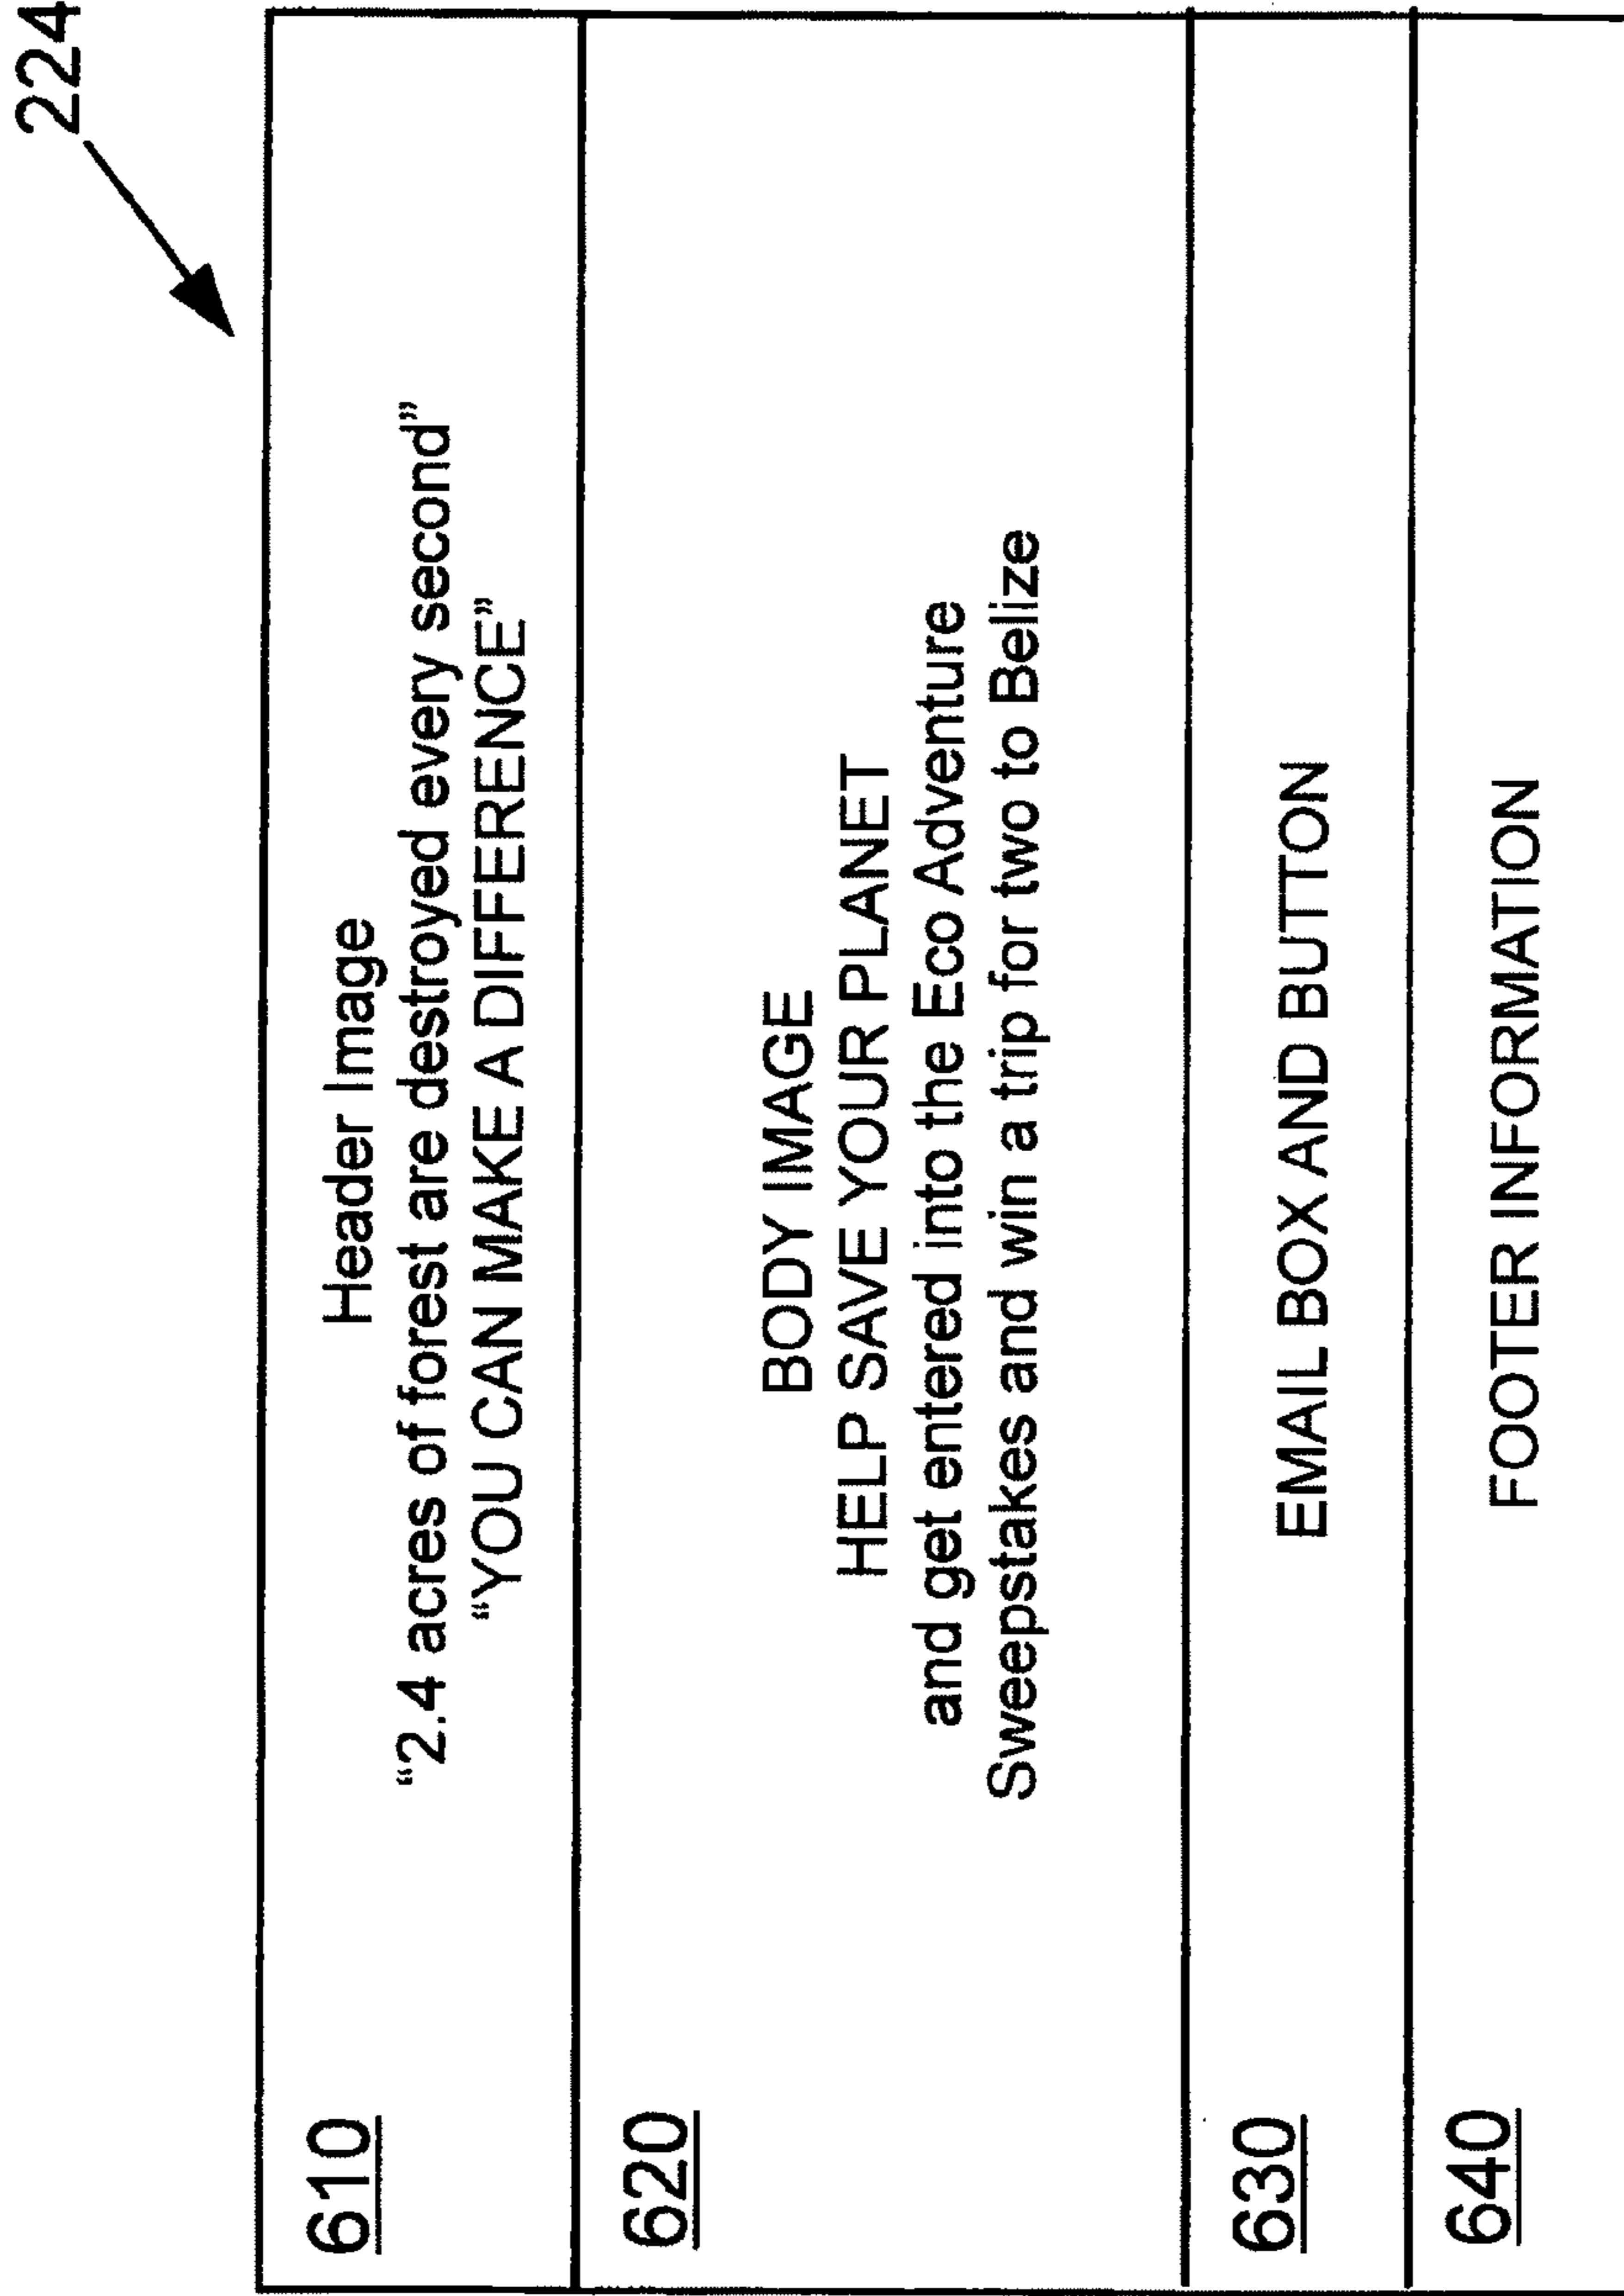 224
610
Header Image
“2.4 acres of forest are destroyed every second”
“YOU CAN MAKE A DIFFERENCE”
620
BODY IMAGE
HELP SAVE YOUR PLANET
and get entered into the Eco Adventure
Sweepstakes and win a trip for two to Belize
630
EMAIL BOX AND BUTTON
640
FOOTER INFORMATION